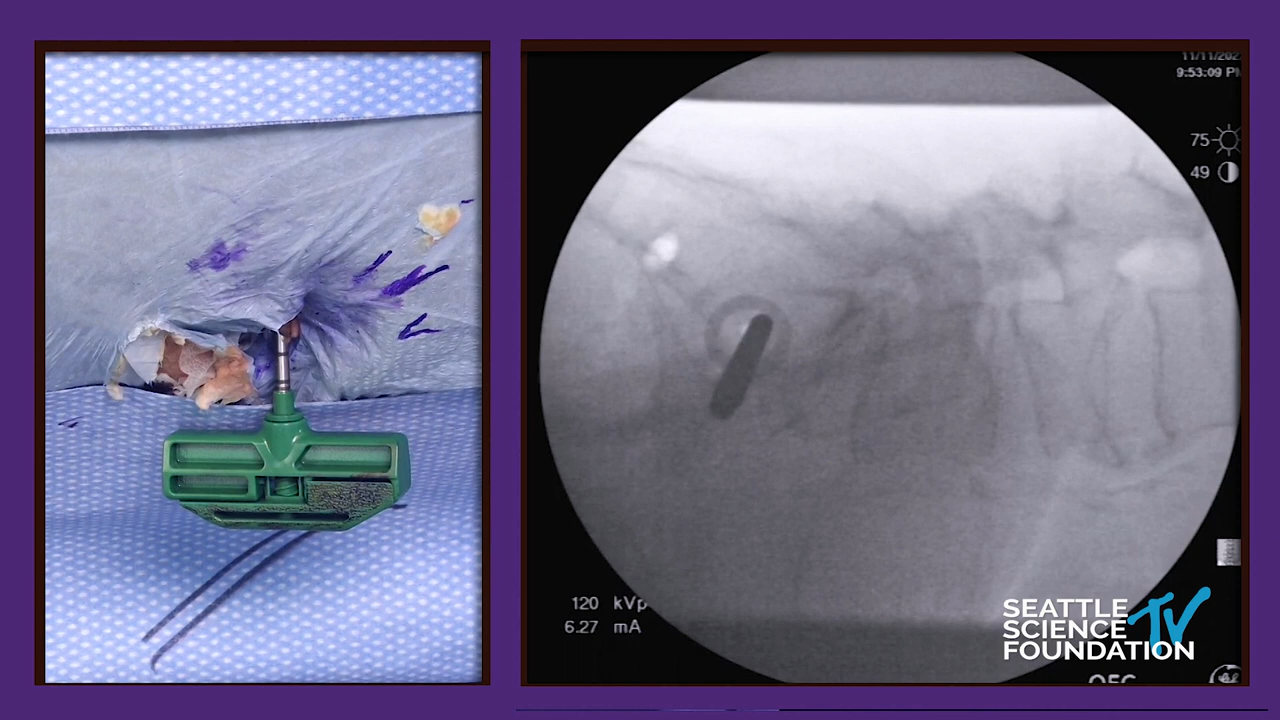 9:53:09 PM
75
49
120 kVp
6.27 mA
SEATTLE
SCIENCE
FOUNDATION
TV